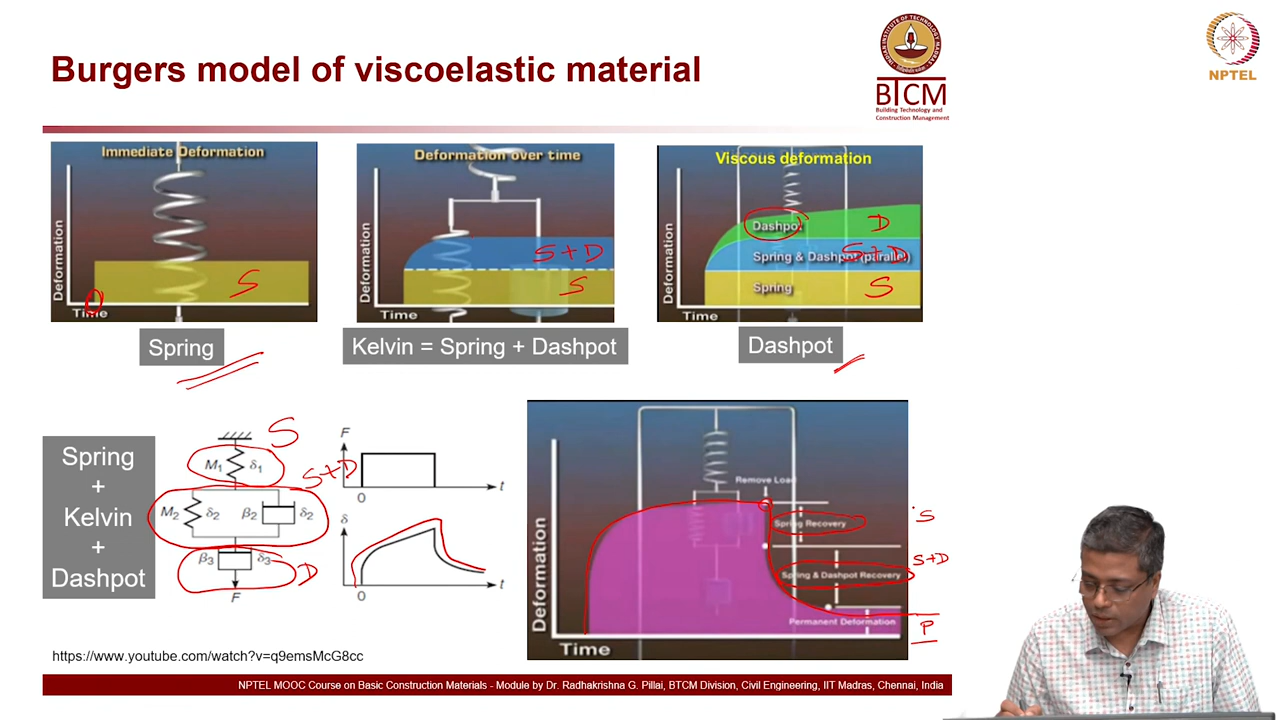 Burgers model of viscoelastic material
BTCM
Building Technology and
Construction Management
NPTEL
Immediate Deformation
Deformation
Time
S
Spring
Deformation over time
Deformation
Time
S+D
S
Kelvin = Spring + Dashpot
Viscous deformation
Deformation
Time
Dashpot
D
Spring & Dashpot (parallel)
S+D
Spring
S
Dashpot
Spring
+
Kelvin
+
Dashpot
M1 δ1
S
S+D
M2 δ2 β2 δ2
β3 δ3
D
F
F
0
t
δ
0
t
Deformation
Time
Remove Load
Spring Recovery
S
Spring & Dashpot Recovery
S+D
Permanent Deformation
P
https://www.youtube.com/watch?v=q9emsMcG8cc
NPTEL MOOC Course on Basic Construction Materials - Module by Dr. Radhakrishna G. Pillai, BTCM Division, Civil Engineering, IIT Madras, Chennai, India